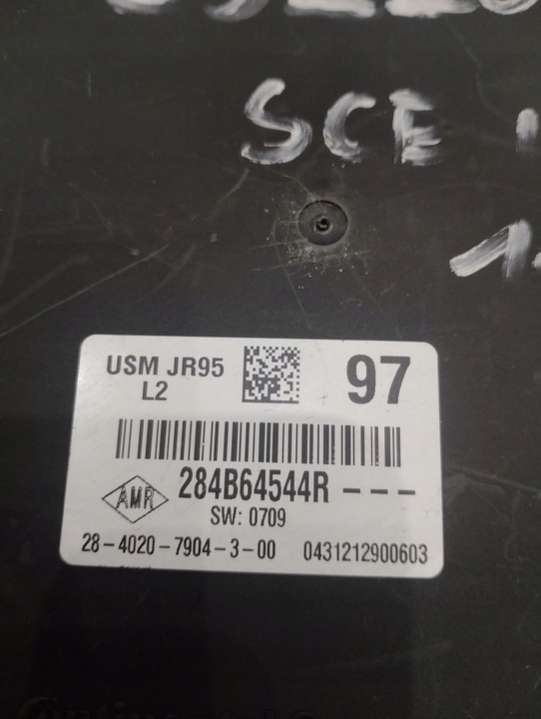 SCE
USM JR95
L2
97
AMR
284B64544R - - -
SW: 0709
28-4020-7904-3-00
0431212900603